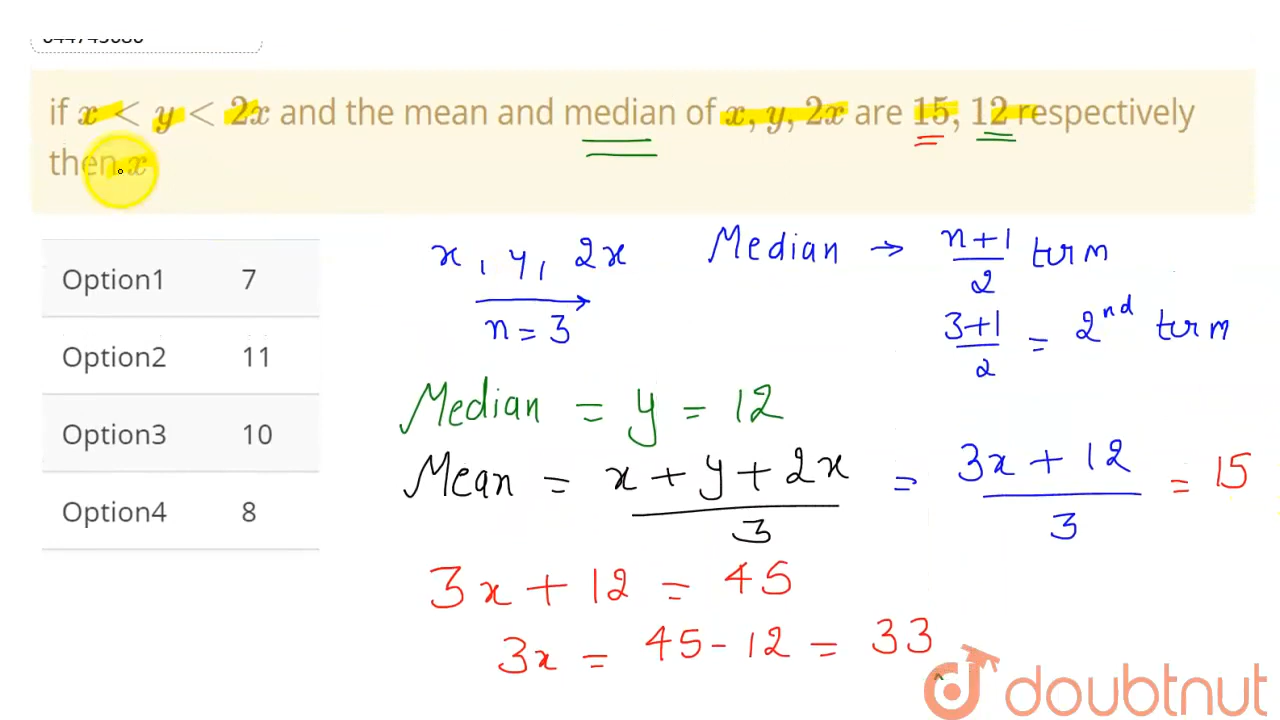 if x < y < 2x and the mean and median of x, y, 2x are 15, 12 respectively
then x
Option1 7
Option2 11
Option3 10
Option4 8
x, y, 2x
n = 3
Median → n+1/2 term
3+1/2 = 2nd term
Median = y = 12
Mean = x + y + 2x/3 = 3x + 12/3 = 15
3x + 12 = 45
3x = 45 - 12 = 33
doubtnut